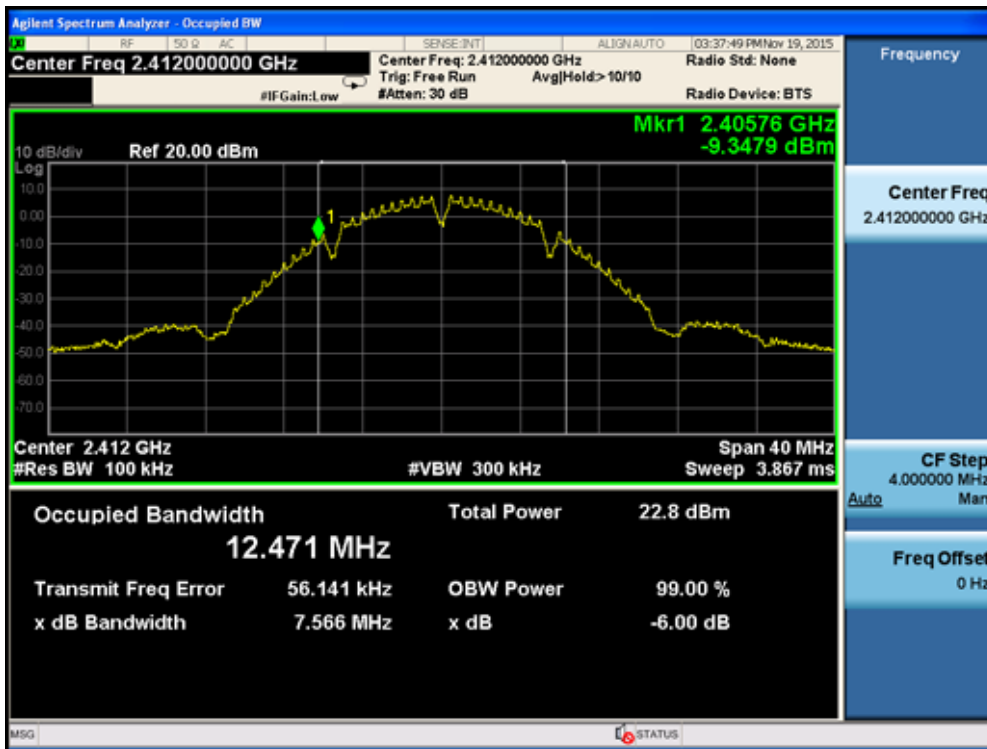 Agilent Spectrum Analyzer - Occupied BW
RF 50 Ω AC SENSE:INT ALIGN AUTO 03:37:49 PM Nov 19, 2015
Center Freq 2.412000000 GHz
Center Freq: 2.412000000 GHz Radio Std: None
Trig: Free Run Avg|Hold:> 10/10
#IFGain:Low #Atten: 30 dB Radio Device: BTS
Frequency
Mkr1 2.40576 GHz
-9.3479 dBm
10 dB/div Ref 20.00 dBm
Log
10.0
0.00
-10.0
-20.0
-30.0
-40.0
-50.0
-60.0
-70.0
1
Center 2.412 GHz Span 40 MHz
#Res BW 100 kHz #VBW 300 kHz Sweep 3.867 ms
Occupied Bandwidth Total Power 22.8 dBm
12.471 MHz
Transmit Freq Error 56.141 kHz OBW Power 99.00 %
x dB Bandwidth 7.566 MHz x dB -6.00 dB
Center Freq
2.412000000 GHz
CF Step
4.000000 MHz
Auto Man
Freq Offset
0 Hz
MSG STATUS